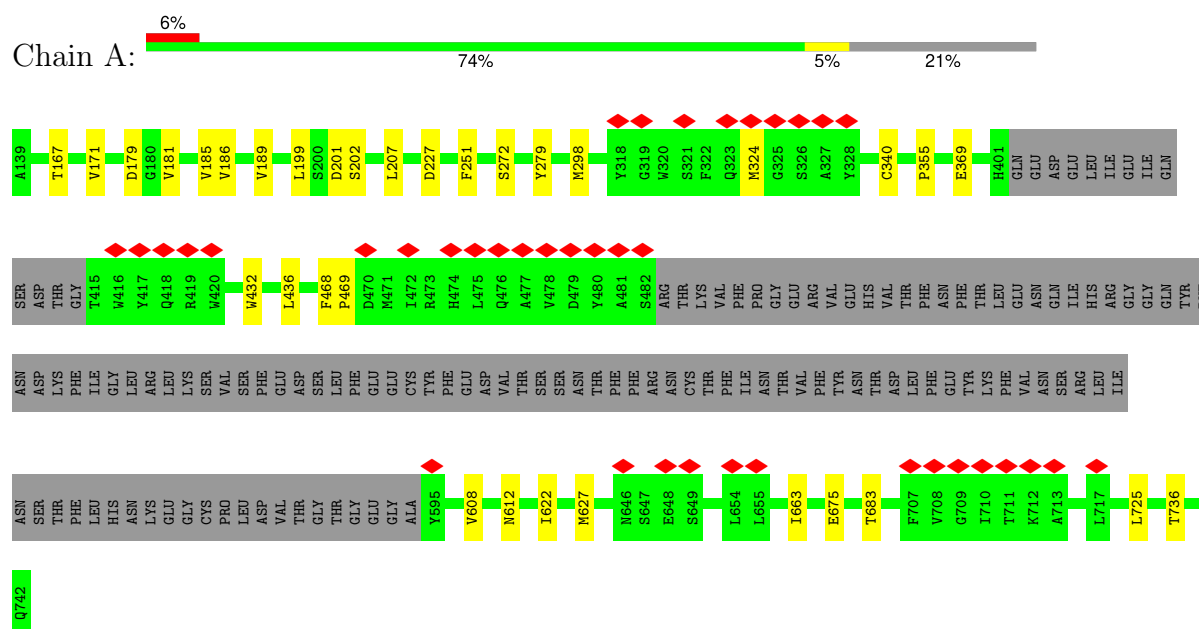 6%
Chain A:
74% 5% 21%
A139 T167 V171 D179 G180 V181 V185 V186 V189 L199 S200 D201 S202 L207 D227 F251 S272 Y279 M298 Y318 G319 W320 S321 F322 Q323 M324 G325 S326 A327 Y328 C340 P355 E369 H401 GLN GLU ASP GLU LEU ILE GLU ILE GLN
SER ASP THR GLY T415 W416 Y417 Q418 R419 W420 W432 L436 F468 P469 D470 M471 I472 R473 H474 L475 Q476 A477 V478 D479 Y480 A481 S482 ARG THR LYS VAL PHE PRO GLY GLU ARG VAL GLU HIS VAL THR PHE ASN PHE THR LEU GLU ASN GLN ILE HIS ARG GLY GLY GLN TYR
ASN ASP LYS PHE ILE GLY LEU ARG LEU LYS SER VAL SER PHE GLU ASP SER LEU PHE GLU GLU CYS TYR PHE GLU ASP VAL THR SER SER ASN THR PHE PHE ARG ASN CYS THR PHE ILE ASN THR VAL PHE TYR ASN THR ASP LEU PHE GLU TYR LYS PHE VAL ASN SER ARG LEU ILE
ASN SER THR PHE LEU HIS ASN LYS GLU GLY CYS PRO LEU ASP VAL THR GLY THR GLY GLU GLY ALA Y595 V608 N612 I622 M627 N646 S647 E648 S649 L654 L655 I663 E675 T683 F707 V708 G709 I710 T711 K712 A713 L717 L725 T736
Q742